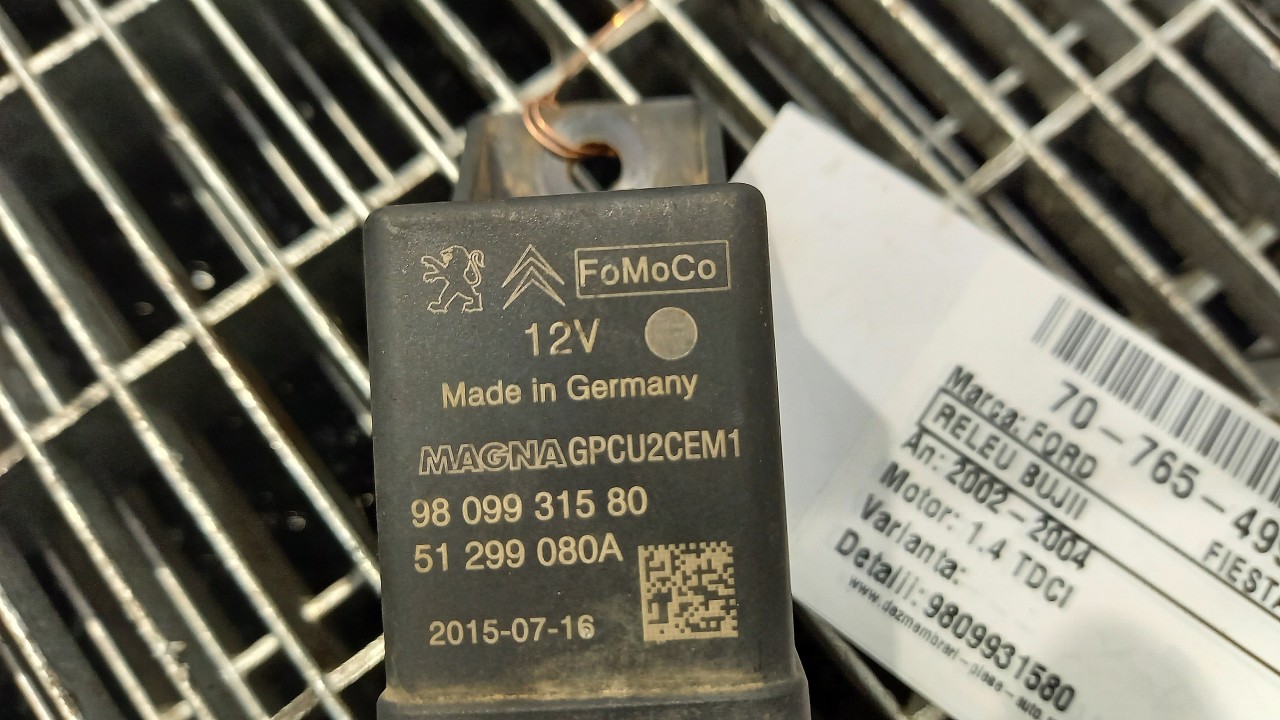 FoMoCo
12V
Made in Germany
MAGNA GPCU2CEM1
98 099 315 80
51 299 080A
2015-07-16
70-765-49
Marca: FORD
RELEU BUJII
FIESTA
An: 2002-2004
Motor: 1.4 TDCI
Varianta:
Detalii: 9809931580